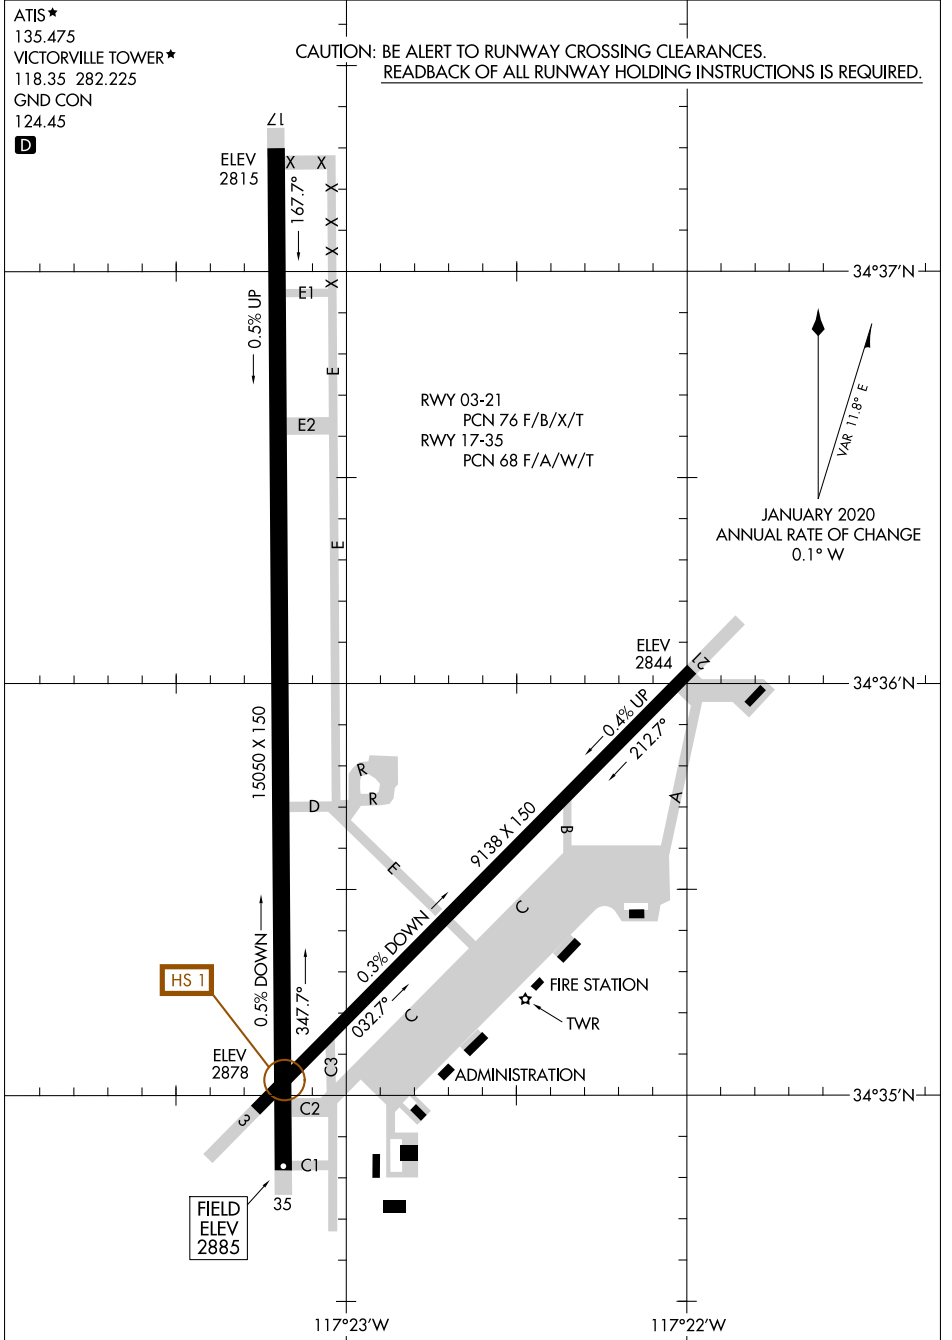 ATIS★
135.475
VICTORVILLE TOWER★
118.35 282.225
GND CON
124.45
D
CAUTION: BE ALERT TO RUNWAY CROSSING CLEARANCES.
READBACK OF ALL RUNWAY HOLDING INSTRUCTIONS IS REQUIRED.
17
ELEV
2815
X X
X
X
X
X
167.7°
34°37'N
E1
0.5% UP
E
E2
RWY 03-21
PCN 76 F/B/X/T
RWY 17-35
PCN 68 F/A/W/T
VAR 11.8° E
JANUARY 2020
ANNUAL RATE OF CHANGE
0.1° W
E
ELEV
2844
21
34°36'N
0.4% UP
212.7°
15050 X 150
R
R
D
A
B
9138 X 150
E
C
0.3% DOWN
032.7°
0.5% DOWN
347.7°
HS 1
FIRE STATION
TWR
C
C3
ELEV
2878
ADMINISTRATION
34°35'N
3
C2
C1
35
FIELD
ELEV
2885
117°23'W
117°22'W